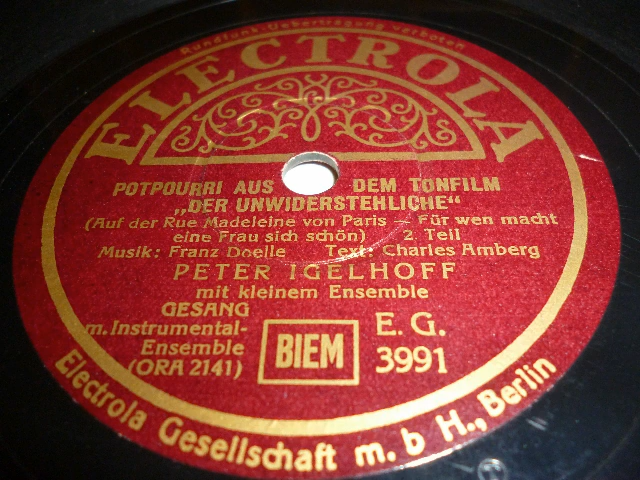 Rundfunk-Uebertragung verboten
ELECTROLA
POTPOURRI AUS DEM TONFILM
„DER UNWIDERSTEHLICHE“
(Auf der Rue Madeleine von Paris – Für wen macht
eine Frau sich schön) 2. Teil
Musik: Franz Doelle Text: Charles Amberg
PETER IGELHOFF
mit kleinem Ensemble
GESANG
m.Instrumental-
Ensemble
(ORA 2141)
BIEM
E. G.
3991
Electrola Gesellschaft m. b H., Berlin